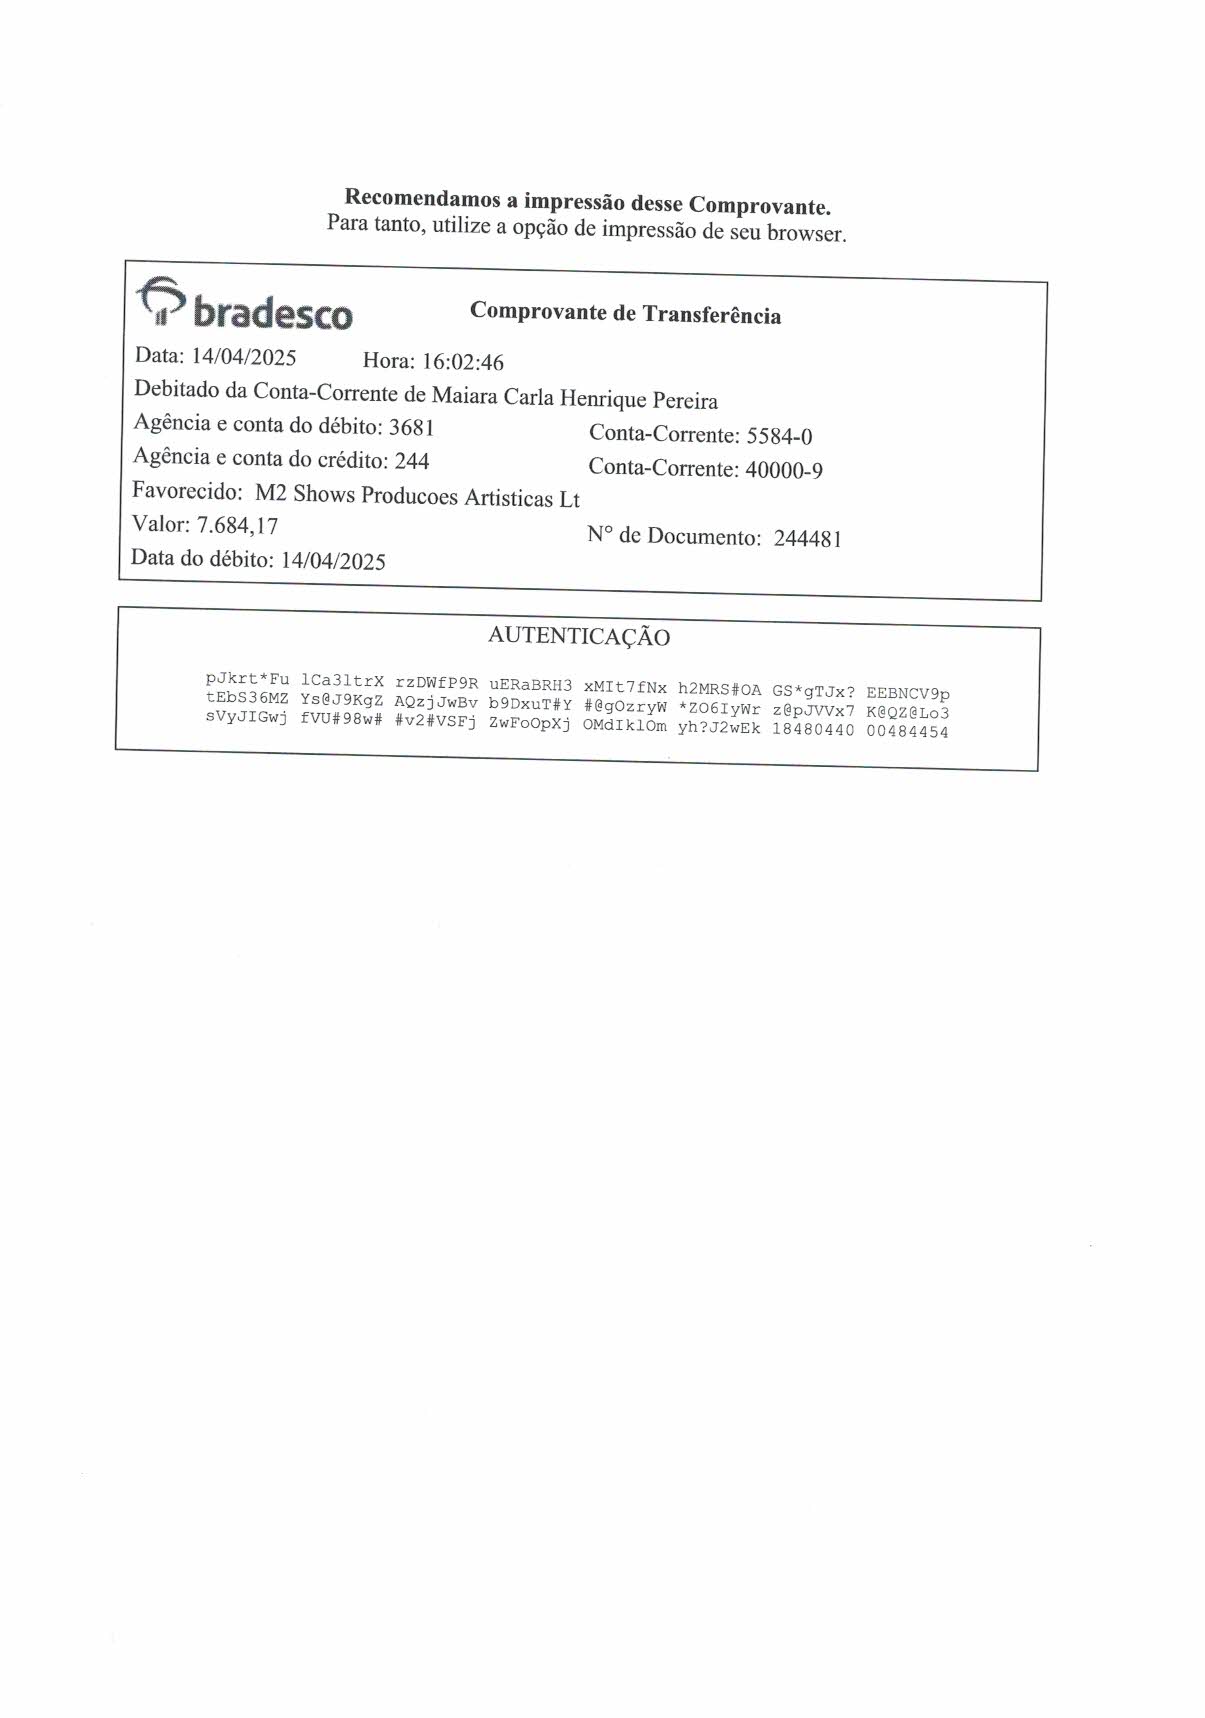 Recomendamos a impressão desse Comprovante.
Para tanto, utilize a opção de impressão de seu browser.
bradesco
Comprovante de Transferência
Data: 14/04/2025 Hora: 16:02:46
Debitado da Conta-Corrente de Maiara Carla Henrique Pereira
Agência e conta do débito: 3681 Conta-Corrente: 5584-0
Agência e conta do crédito: 244 Conta-Corrente: 40000-9
Favorecido: M2 Shows Producoes Artisticas Lt
Valor: 7.684,17 N° de Documento: 244481
Data do débito: 14/04/2025
AUTENTICAÇÃO
pJkrt*Fu lCa3ltrX rzDWfP9R uERaBRH3 xMIt7fNx h2MRS#OA GS*gTJx? EEBNCV9p
tEbS36MZ Ys@J9KgZ AQzjJwBv b9DxuT#Y #@gOzryW *ZO6IyWr z@pJVVx7 K@QZ@Lo3
sVyJIGwj fVU#98w# #v2#VSFj ZwFoOpXj OMdIklOm yh?J2wEk 18480440 00484454